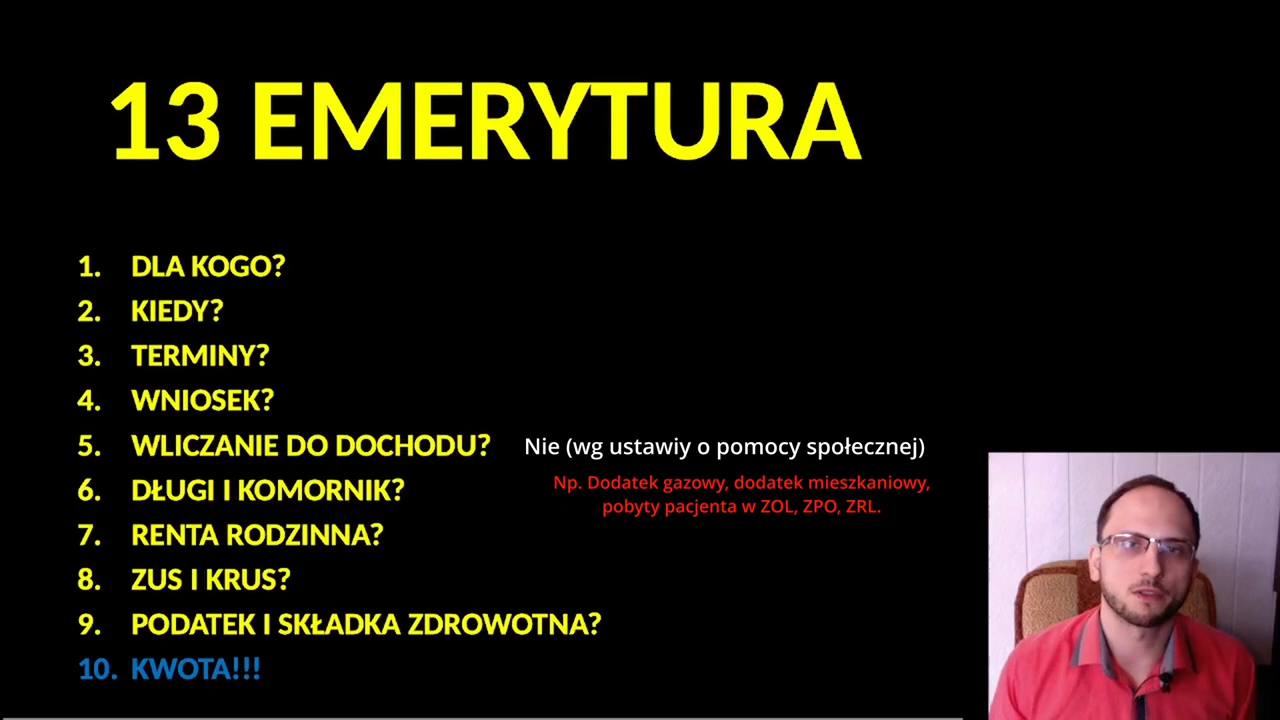 13 EMERYTURA
1. DLA KOGO?
2. KIEDY?
3. TERMINY?
4. WNIOSEK?
5. WLICZANIE DO DOCHODU? Nie (wg ustawiy o pomocy społecznej)
Np. Dodatek gazowy, dodatek mieszkaniowy,
pobyty pacjenta w ZOL, ZPO, ZRL.
6. DŁUGI I KOMORNIK?
7. RENTA RODZINNA?
8. ZUS I KRUS?
9. PODATEK I SKŁADKA ZDROWOTNA?
10. KWOTA!!!